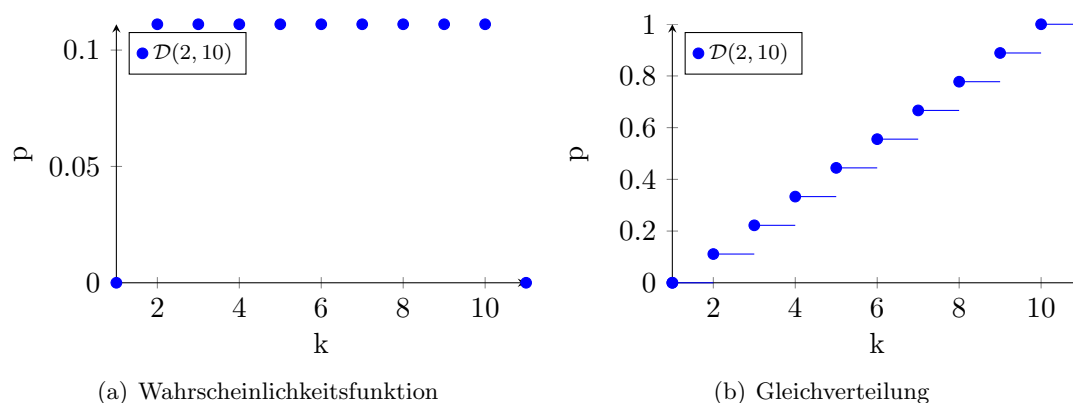 0.1
0.05
0
p
2 4 6 8 10
k
D(2, 10)
(a) Wahrscheinlichkeitsfunktion
1
0.8
0.6
0.4
0.2
0
p
2 4 6 8 10
k
D(2, 10)
(b) Gleichverteilung